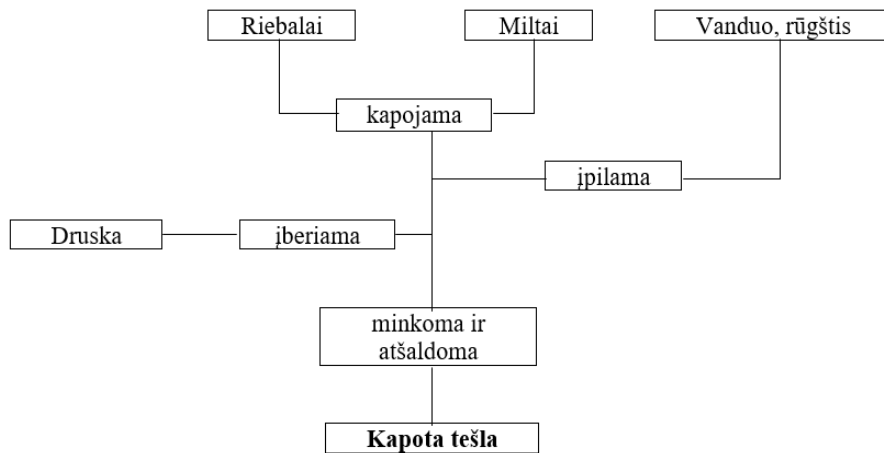 Riebalai
Miltai
Vanduo, rūgštis
kapojama
įpilama
Druska
įberiama
minkoma ir
atšaldoma
Kapota tešla